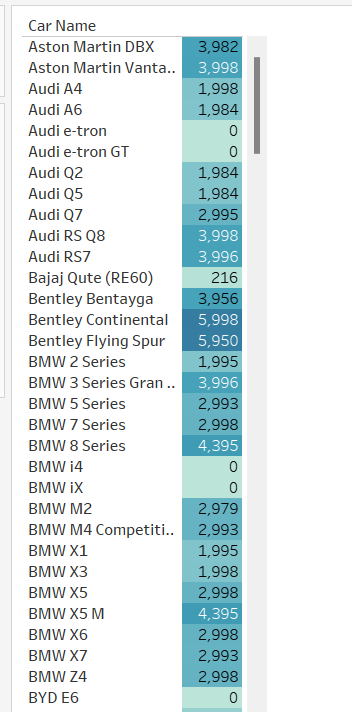 Car Name
Aston Martin DBX 3,982
Aston Martin Vanta.. 3,998
Audi A4 1,998
Audi A6 1,984
Audi e-tron 0
Audi e-tron GT 0
Audi Q2 1,984
Audi Q5 1,984
Audi Q7 2,995
Audi RS Q8 3,998
Audi RS7 3,996
Bajaj Qute (RE60) 216
Bentley Bentayga 3,956
Bentley Continental 5,998
Bentley Flying Spur 5,950
BMW 2 Series 1,995
BMW 3 Series Gran .. 3,996
BMW 5 Series 2,993
BMW 7 Series 2,998
BMW 8 Series 4,395
BMW i4 0
BMW iX 0
BMW M2 2,979
BMW M4 Competiti.. 2,993
BMW X1 1,995
BMW X3 1,998
BMW X5 2,998
BMW X5 M 4,395
BMW X6 2,998
BMW X7 2,993
BMW Z4 2,998
BYD E6 0